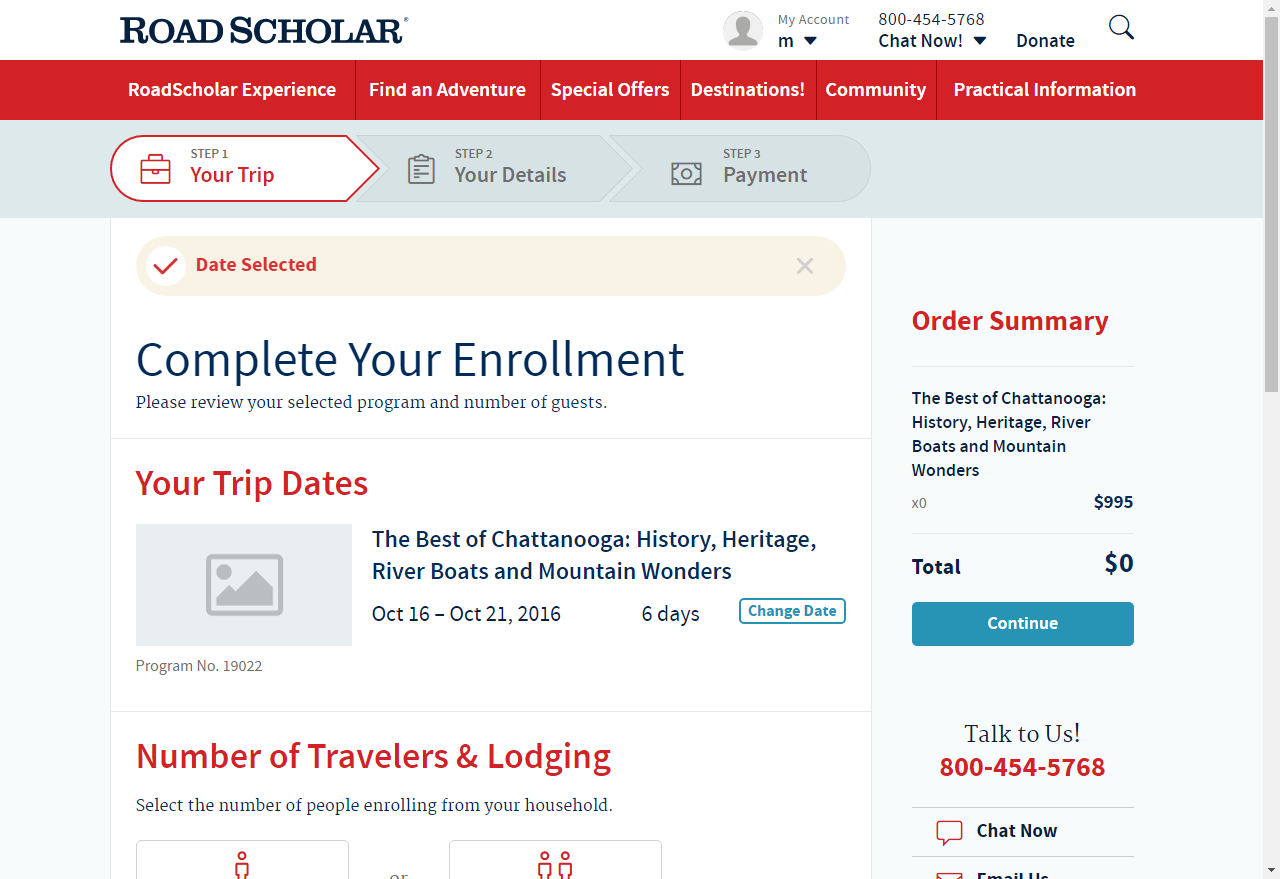 ROAD SCHOLAR®
My Account
m
800-454-5768
Chat Now!
Donate
RoadScholar Experience
Find an Adventure
Special Offers
Destinations!
Community
Practical Information
STEP 1
Your Trip
STEP 2
Your Details
STEP 3
Payment
Date Selected
Complete Your Enrollment
Please review your selected program and number of guests.
Your Trip Dates
The Best of Chattanooga: History, Heritage,
River Boats and Mountain Wonders
Oct 16 – Oct 21, 2016
6 days
Change Date
Program No. 19022
Number of Travelers & Lodging
Select the number of people enrolling from your household.
or
Order Summary
The Best of Chattanooga:
History, Heritage, River
Boats and Mountain
Wonders
x0
$995
Total
$0
Continue
Talk to Us!
800-454-5768
Chat Now
Email Us